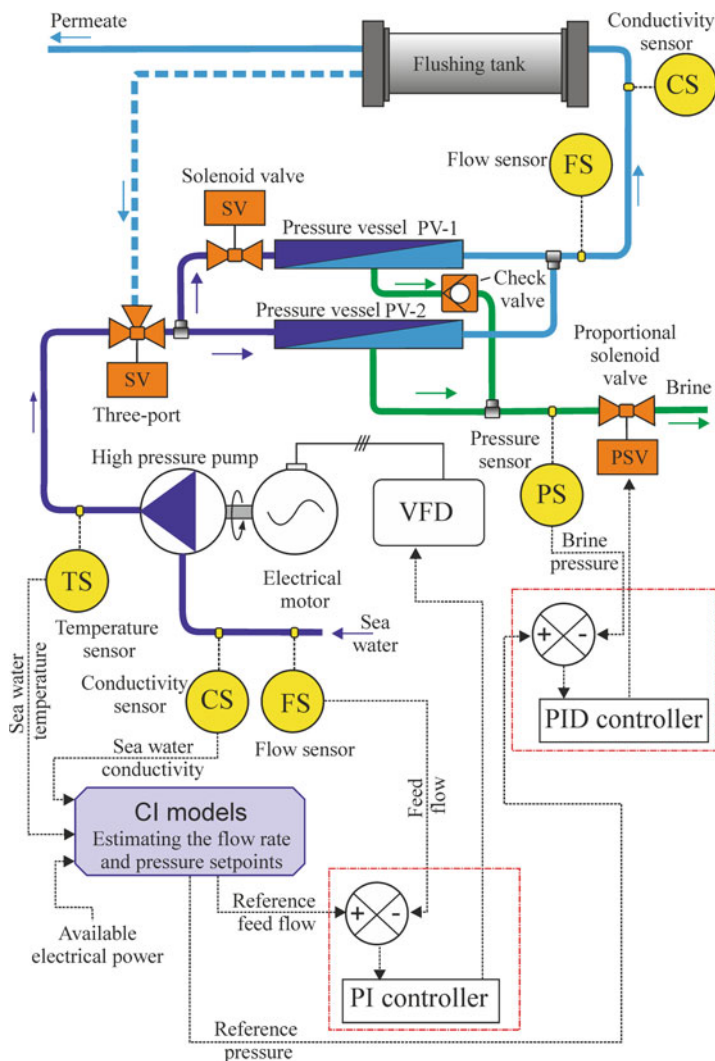 Permeate
Conductivity
sensor
Flushing tank
CS
Flow sensor
FS
Solenoid valve
SV
Pressure vessel PV-1
Check
valve
Pressure vessel PV-2
Proportional
solenoid
valve
Brine
SV
Three-port
PSV
Pressure
sensor
High pressure pump
VFD
PS
Brine
pressure
TS
Electrical
motor
Temperature
sensor
Sea
water
+ -
Sea water
temperature
Conductivity
sensor
CS
FS
PID controller
Flow sensor
Sea water
conductivity
Feed
flow
CI models
Estimating the flow rate
and pressure setpoints
Reference
feed flow
+ -
Available
electrical power
PI controller
Reference
pressure